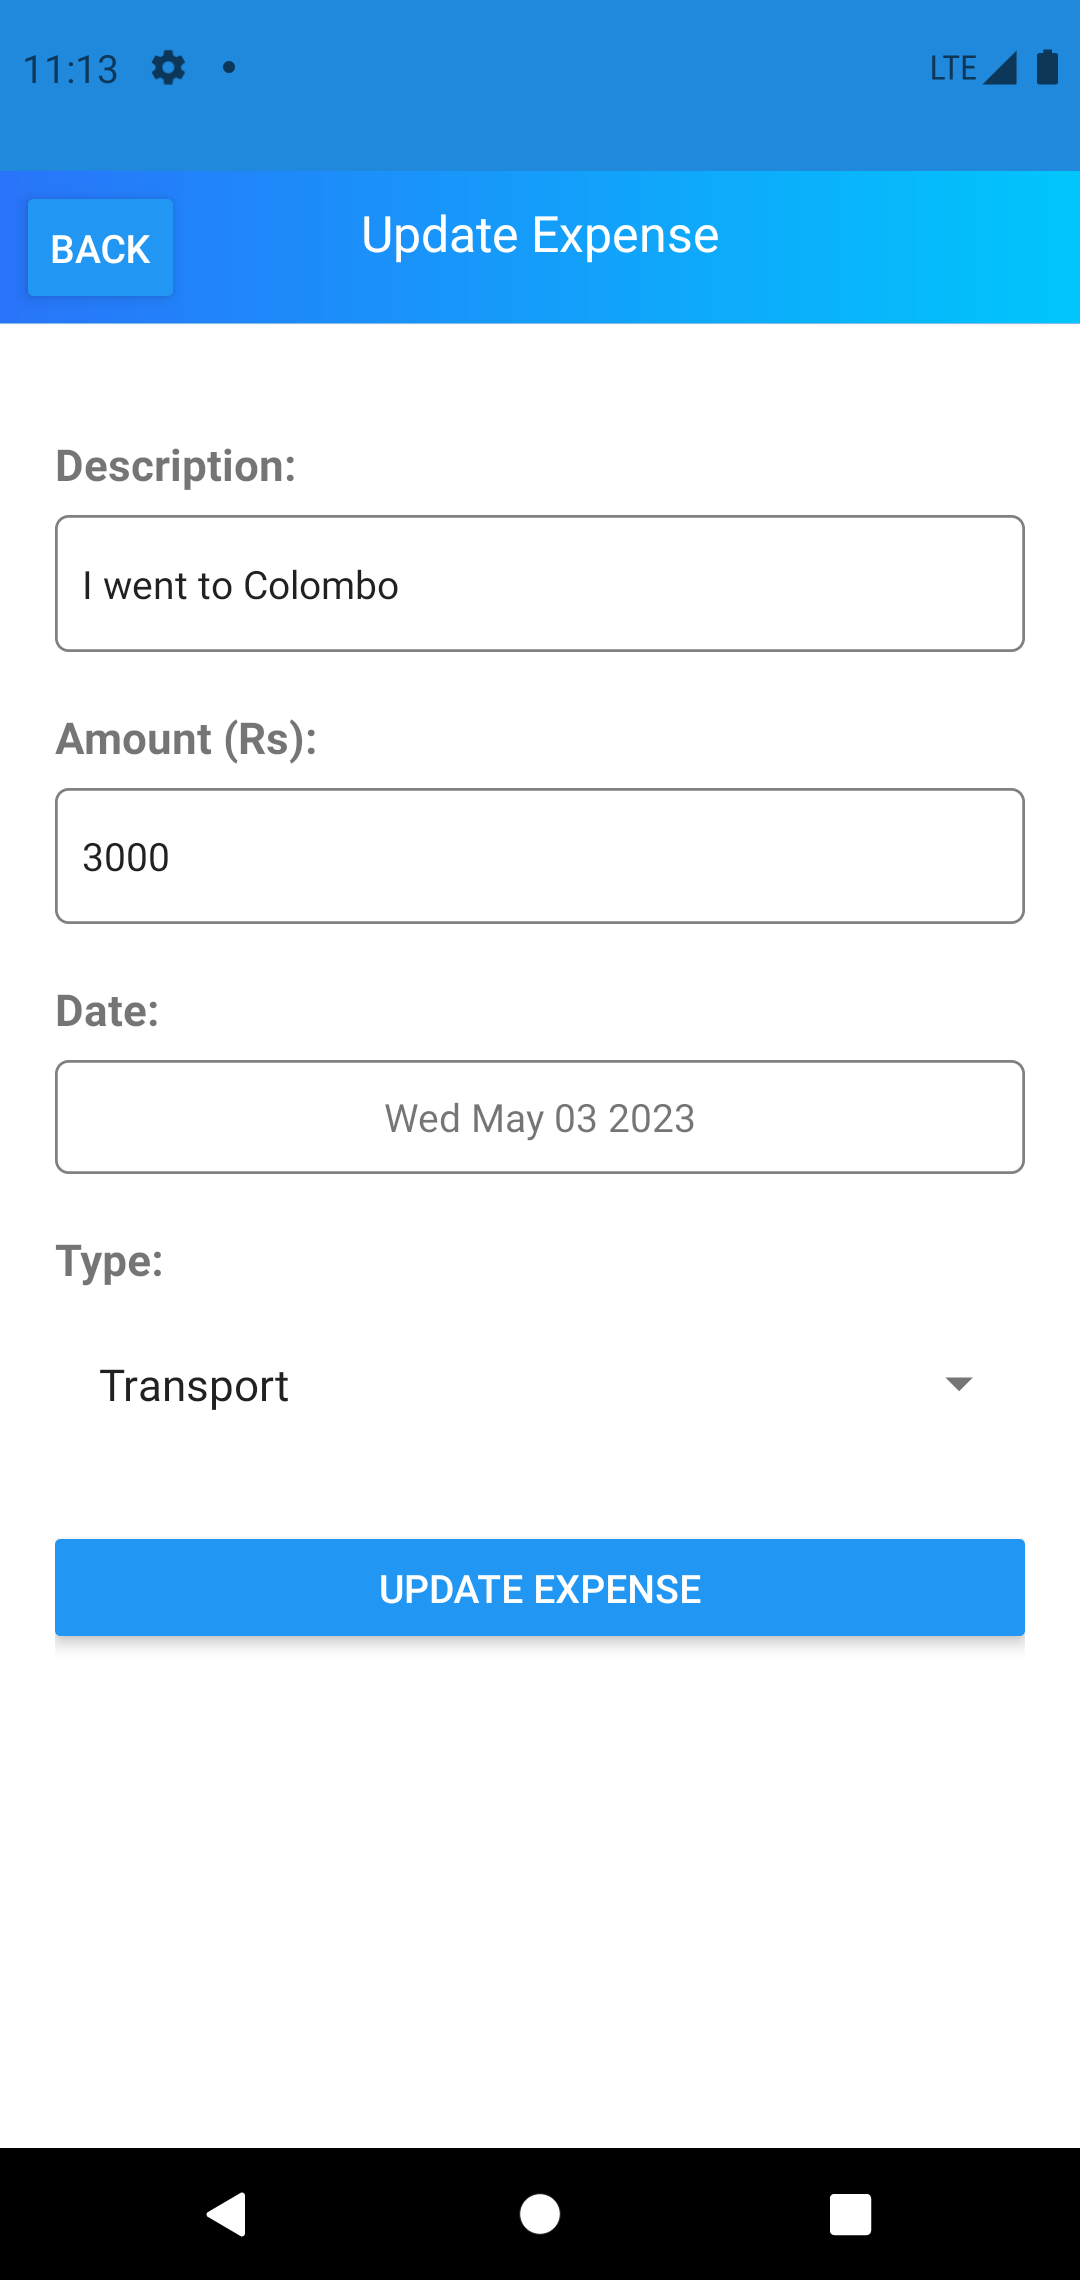 11:13
LTE
BACK
Update Expense
Description:
I went to Colombo
Amount (Rs):
3000
Date:
Wed May 03 2023
Type:
Transport
UPDATE EXPENSE